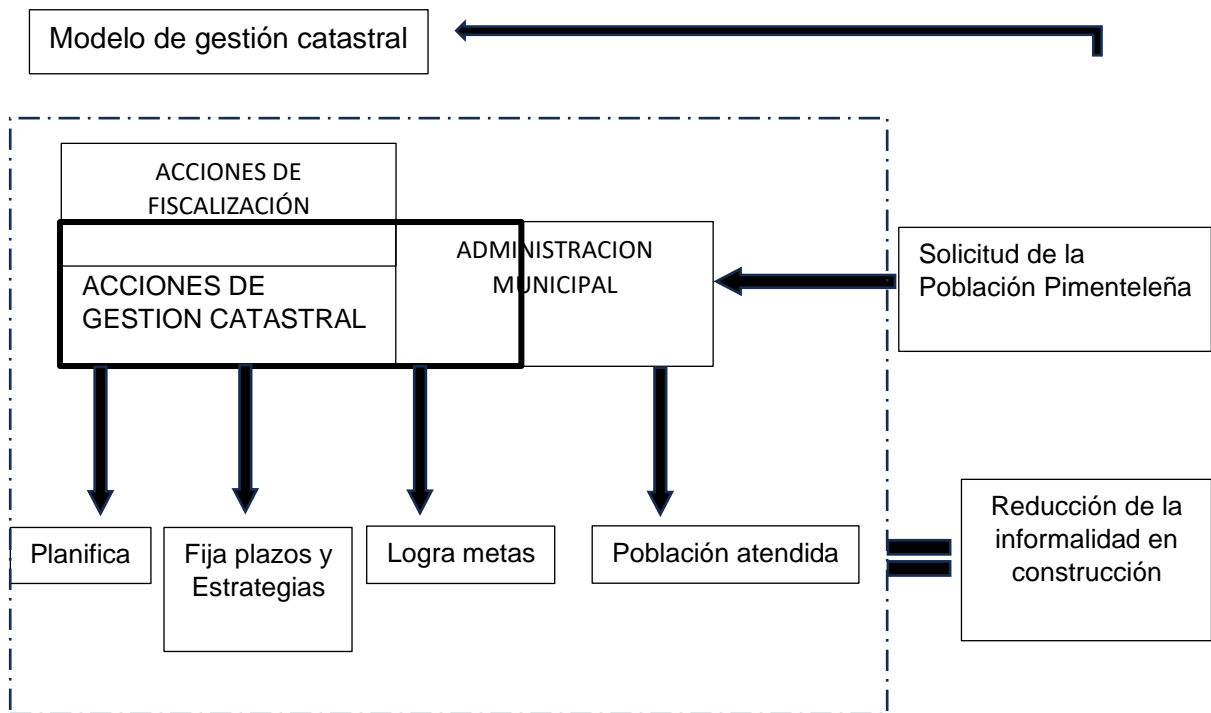 Modelo de gestión catastral
ACCIONES DE
FISCALIZACIÓN
ACCIONES DE
GESTION CATASTRAL
ADMINISTRACION
MUNICIPAL
Solicitud de la
Población Pimenteleña
Planifica
Fija plazos y
Estrategias
Logra metas
Población atendida
Reducción de la
informalidad en
construcción